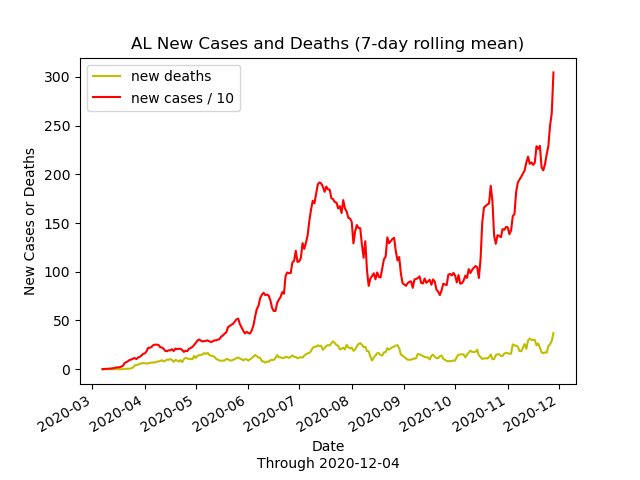 AL New Cases and Deaths (7-day rolling mean)
new deaths
new cases / 10
300
250
200
150
100
50
0
New Cases or Deaths
2020-03
2020-04
2020-05
2020-06
2020-07
2020-08
2020-09
2020-10
2020-11
2020-12
Date
Through 2020-12-04